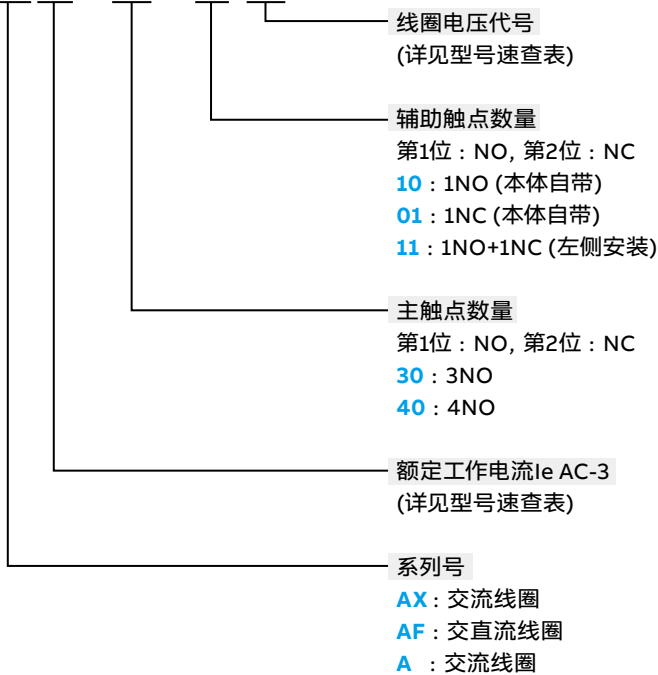 线圈电压代号
(详见型号速查表)
辅助触点数量
第1位：NO, 第2位：NC
10：1NO (本体自带)
01：1NC (本体自带)
11：1NO+1NC (左侧安装)
主触点数量
第1位：NO, 第2位：NC
30：3NO
40：4NO
额定工作电流Ie AC-3
(详见型号速查表)
系列号
AX：交流线圈
AF：交直流线圈
A ：交流线圈